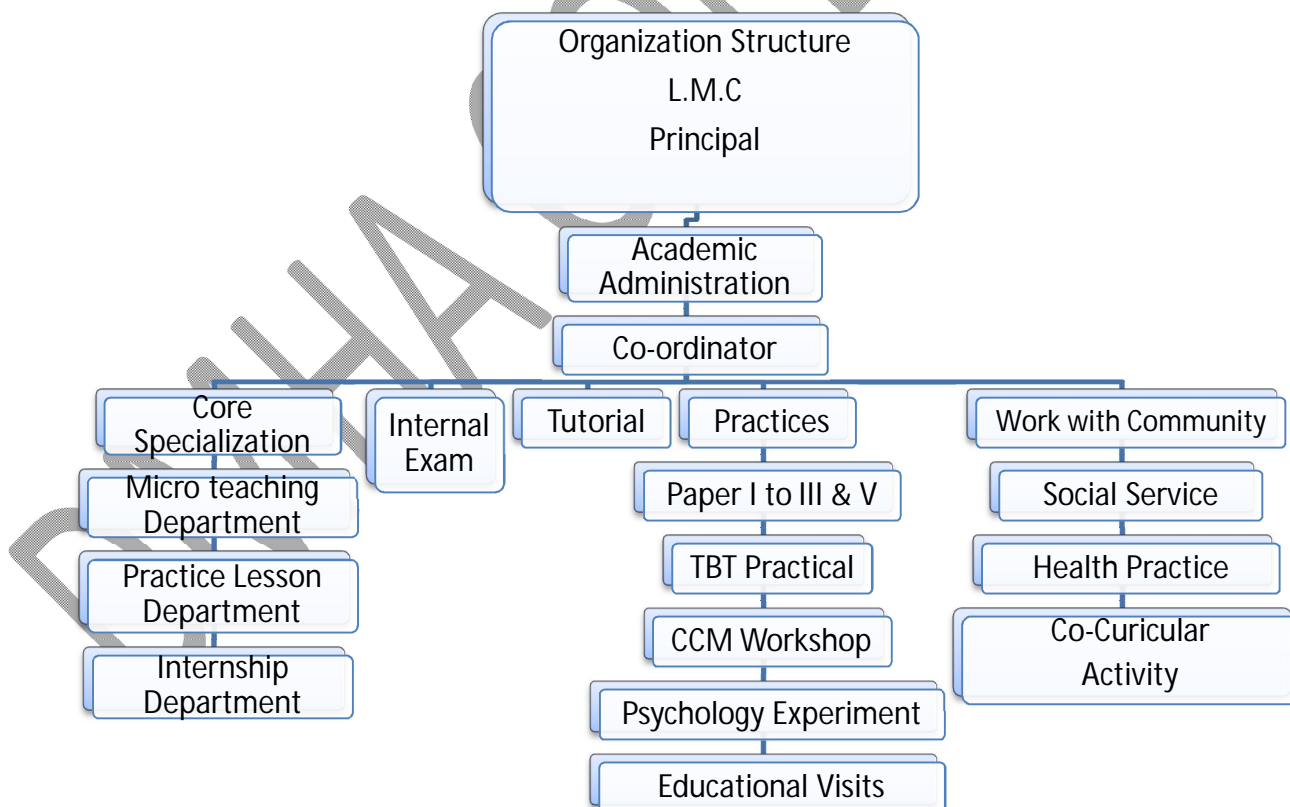 Organization Structure
L.M.C
Principal
Academic
Administration
Co-ordinator
Core
Specialization
Micro teaching
Department
Practice Lesson
Department
Internship
Department
Internal
Exam
Tutorial
Practices
Paper I to III & V
TBT Practical
CCM Workshop
Psychology Experiment
Educational Visits
Work with Community
Social Service
Health Practice
Co-Curicular
Activity